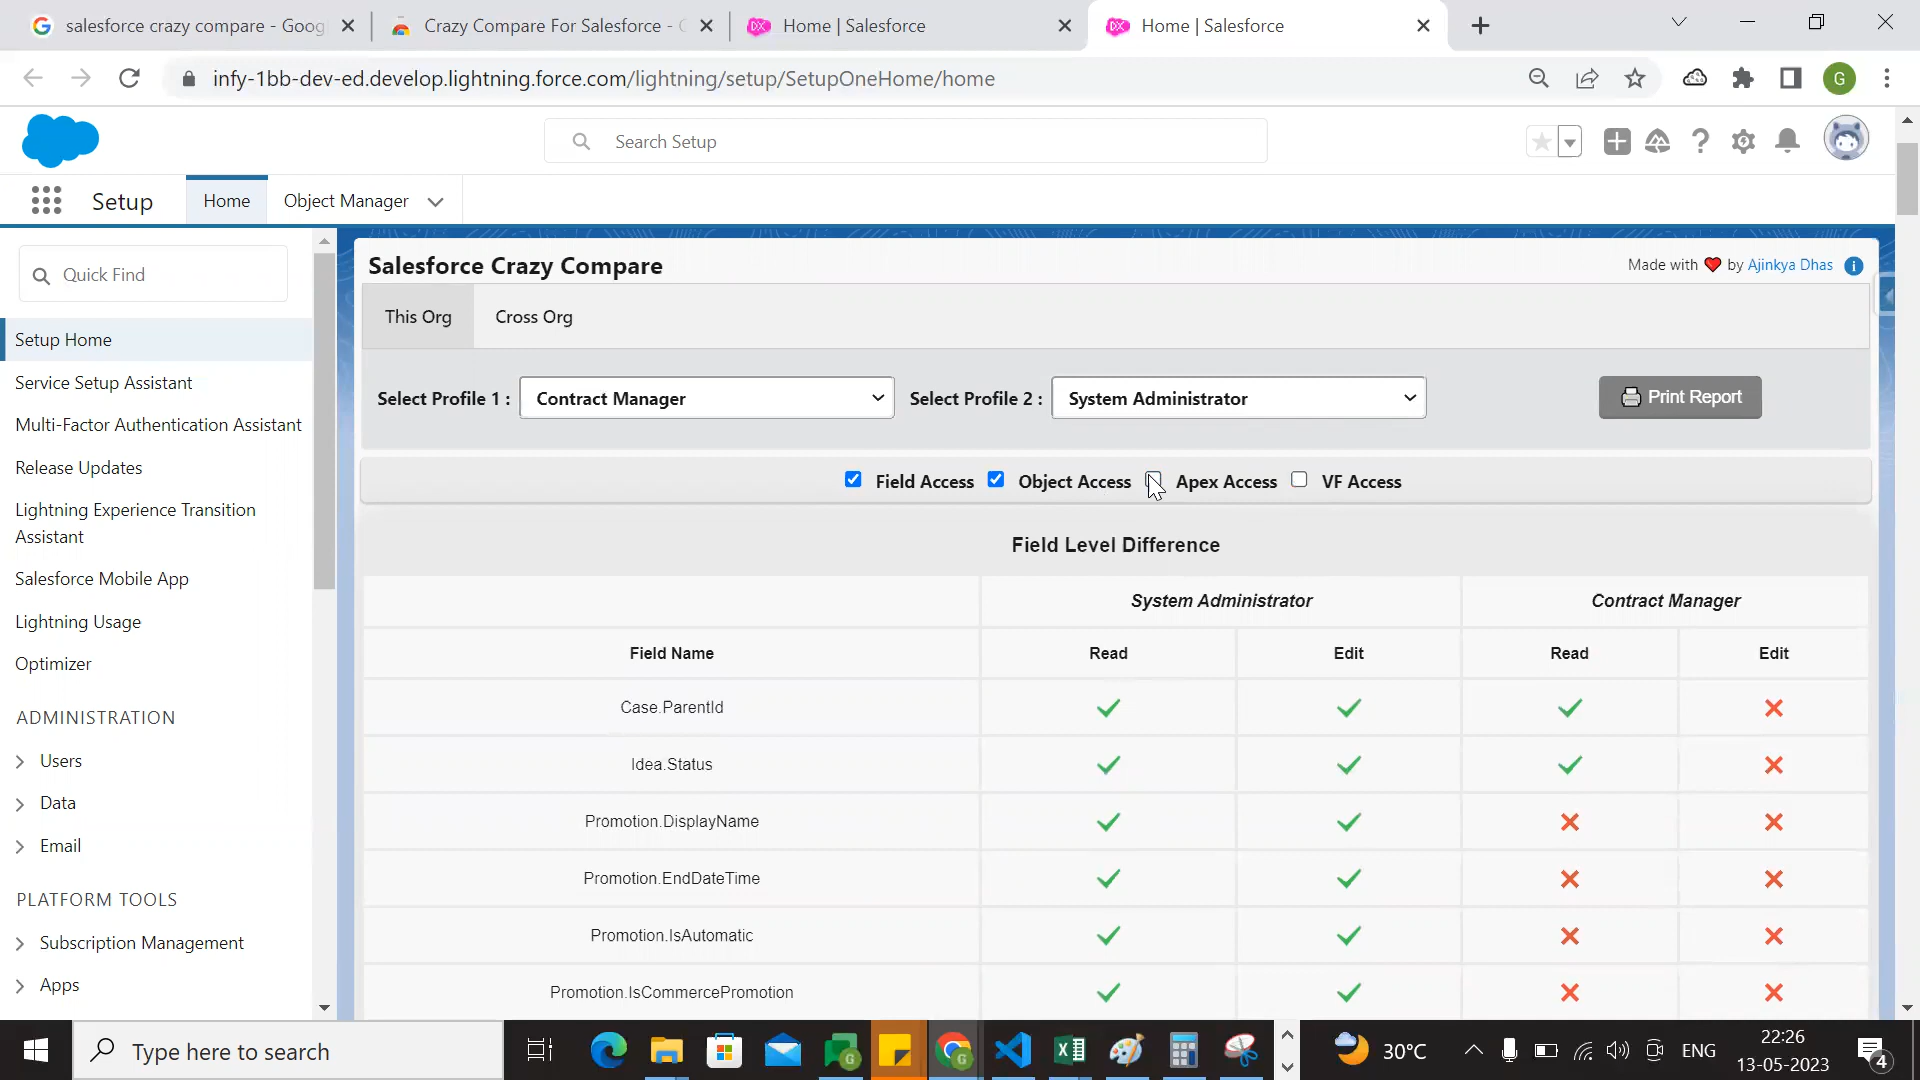 salesforce crazy compare - Goog
Crazy Compare For Salesforce - C
Home | Salesforce
Home | Salesforce
infy-1bb-dev-ed.develop.lightning.force.com/lightning/setup/SetupOneHome/home
G
Search Setup
Setup
Home
Object Manager
Quick Find
Setup Home
Service Setup Assistant
Multi-Factor Authentication Assistant
Release Updates
Lightning Experience Transition
Assistant
Salesforce Mobile App
Lightning Usage
Optimizer
ADMINISTRATION
Users
Data
Email
PLATFORM TOOLS
Subscription Management
Apps
Salesforce Crazy Compare
Made with ❤ by Ajinkya Dhas
This Org
Cross Org
Select Profile 1 :
Contract Manager
Select Profile 2 :
System Administrator
Print Report
Field Access
Object Access
Apex Access
VF Access
Field Level Difference
System Administrator
Contract Manager
Field Name
Read
Edit
Read
Edit
Case.ParentId
Idea.Status
Promotion.DisplayName
Promotion.EndDateTime
Promotion.IsAutomatic
Promotion.IsCommercePromotion
Type here to search
30°C
ENG
22:26
13-05-2023
4